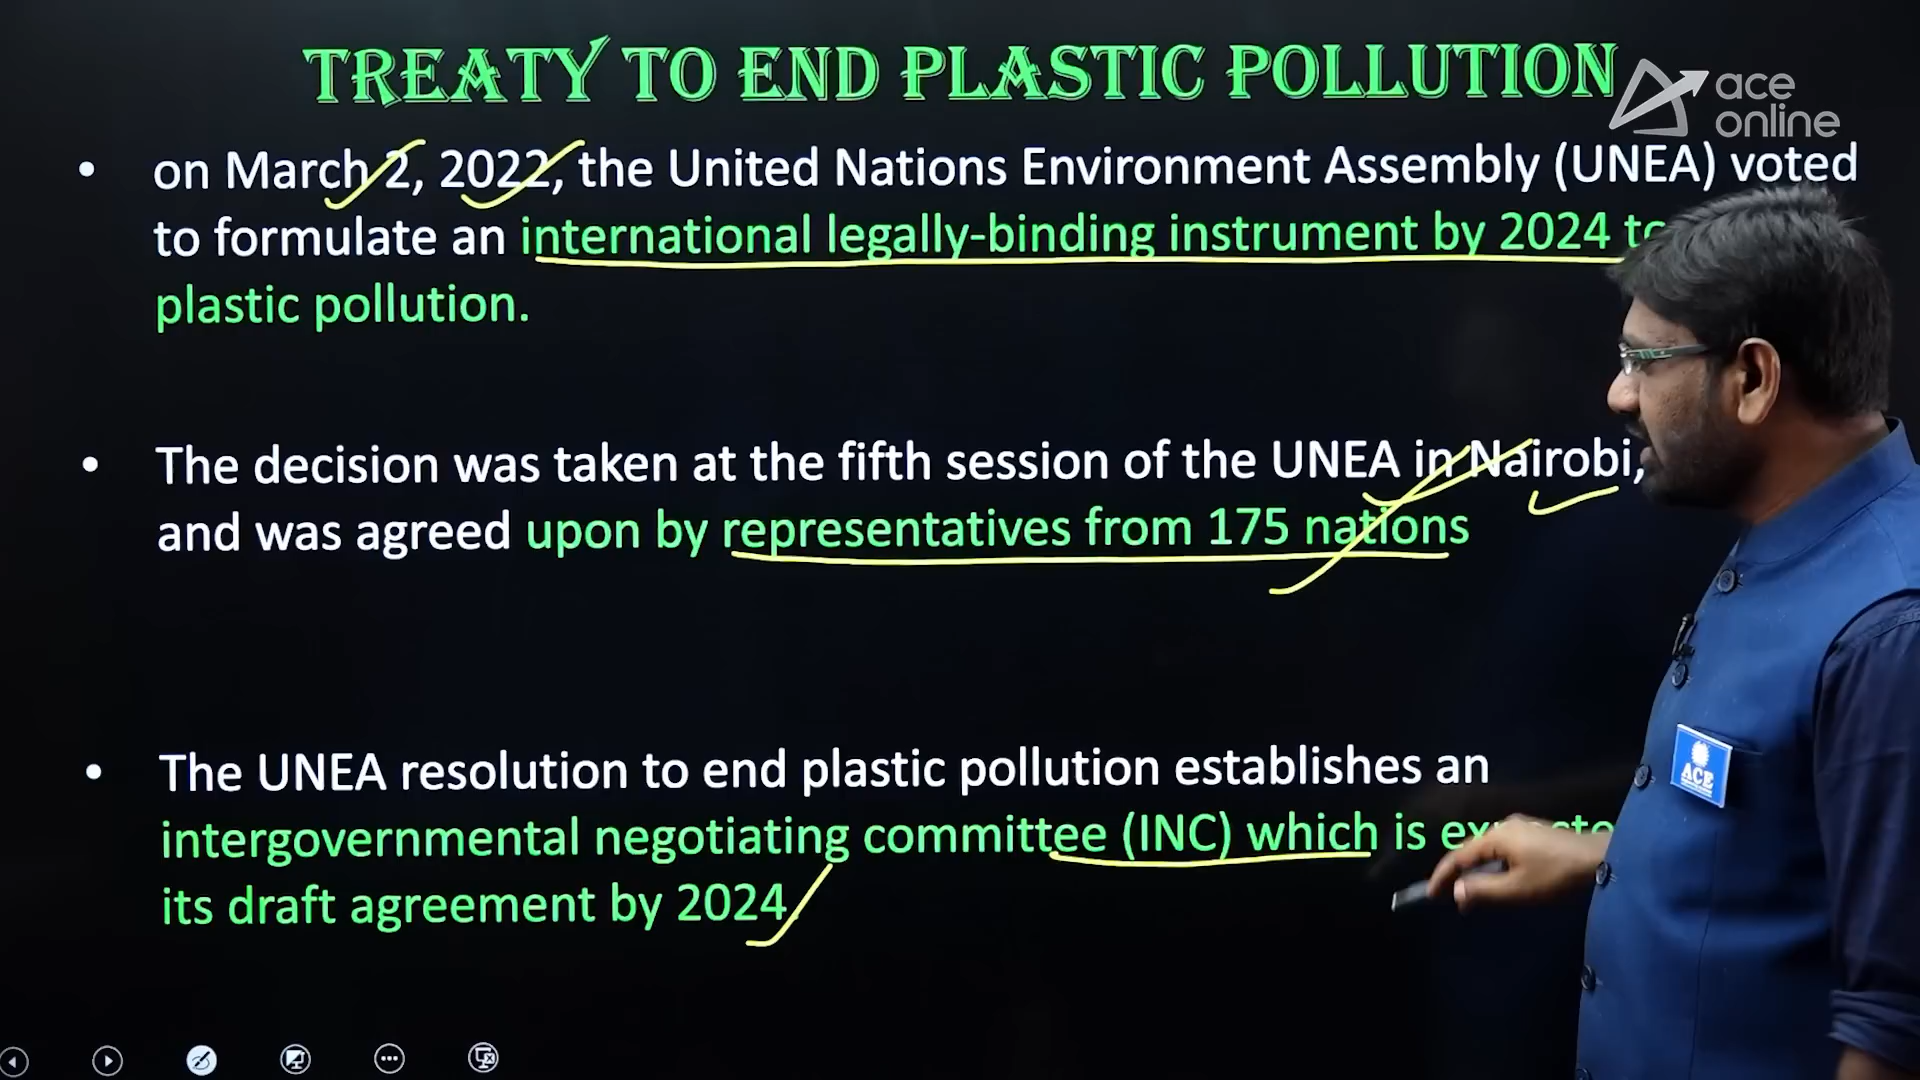 TREATY TO END PLASTIC POLLUTION
ace
online
• on March 2, 2022, the United Nations Environment Assembly (UNEA) voted
to formulate an international legally-binding instrument by 2024 to
plastic pollution.
• The decision was taken at the fifth session of the UNEA in Nairobi,
and was agreed upon by representatives from 175 nations
• The UNEA resolution to end plastic pollution establishes an
intergovernmental negotiating committee (INC) which is
its draft agreement by 2024.
ACE